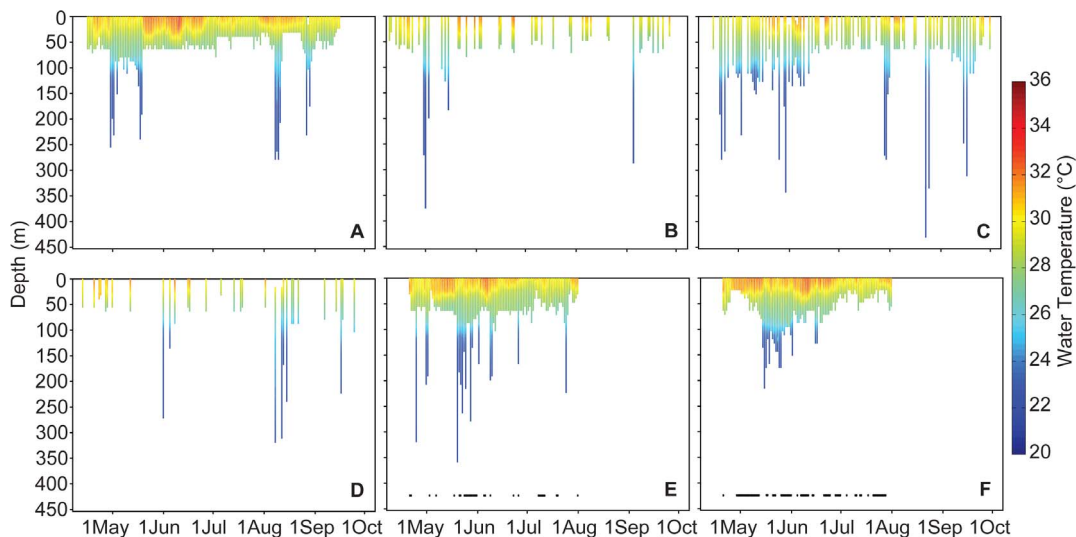 0
50
100
150
200
250
300
350
400
450
A
B
C
0
50
100
150
200
250
300
350
400
450
D
E
F
1May 1Jun 1Jul 1Aug 1Sep 1Oct
1May 1Jun 1Jul 1Aug 1Sep 1Oct
1May 1Jun 1Jul 1Aug 1Sep 1Oct
Depth (m)
36
34
32
30
28
26
24
22
20
Water Temperature (°C)